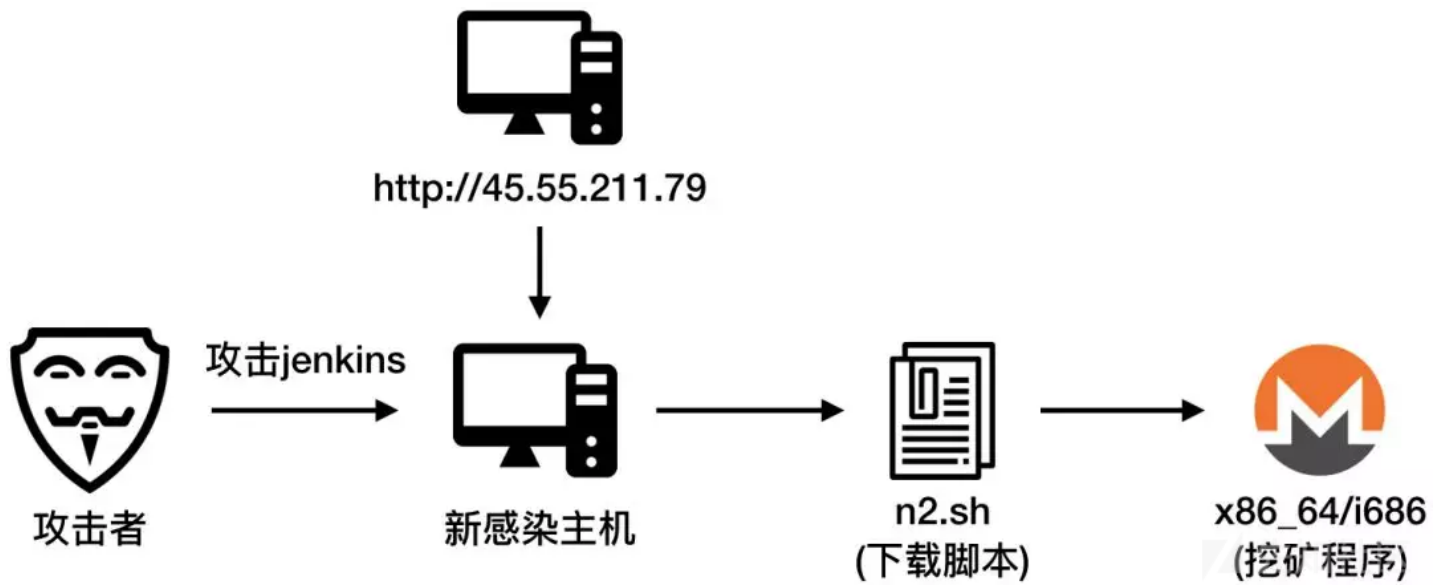 http://45.55.211.79
攻击jenkins
攻击者
新感染主机
n2.sh
(下载脚本)
x86_64/i686
(挖矿程序)